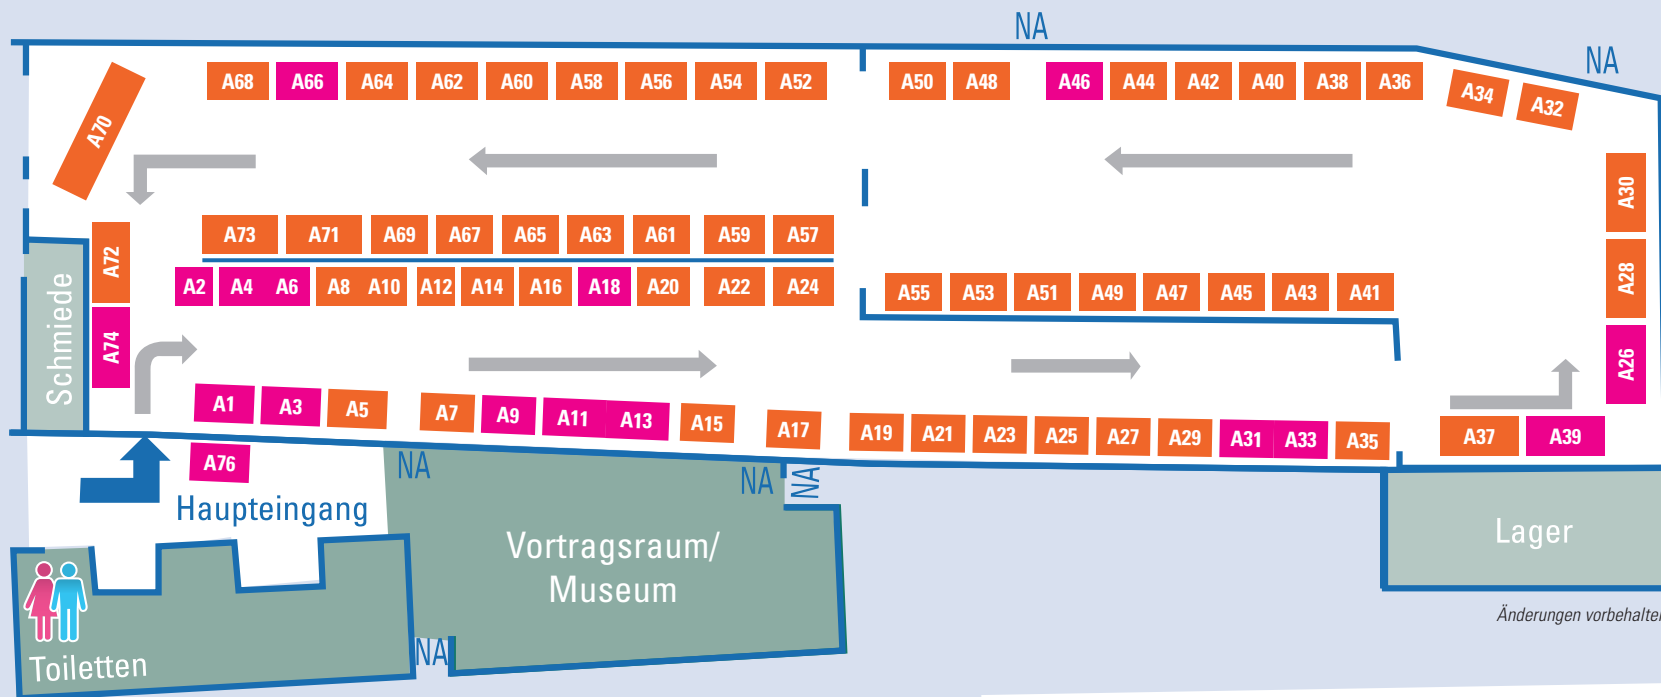 NA
NA
A68 A66 A64 A62 A60 A58 A56 A54 A52 A50 A48 A46 A44 A42 A40 A38 A36 A34 A32
A70
A30
A73 A71 A69 A67 A65 A63 A61 A59 A57
A72
A28
A2 A4 A6 A8 A10 A12 A14 A16 A18 A20 A22 A24 A55 A53 A51 A49 A47 A45 A43 A41
Schmiede
A74
A26
A1 A3 A5 A7 A9 A11 A13 A15 A17 A19 A21 A23 A25 A27 A29 A31 A33 A35 A37 A39
A76
NA
NA
NA
Haupteingang
Vortragsraum/
Museum
Lager
Änderungen vorbehalten
NA
Toiletten